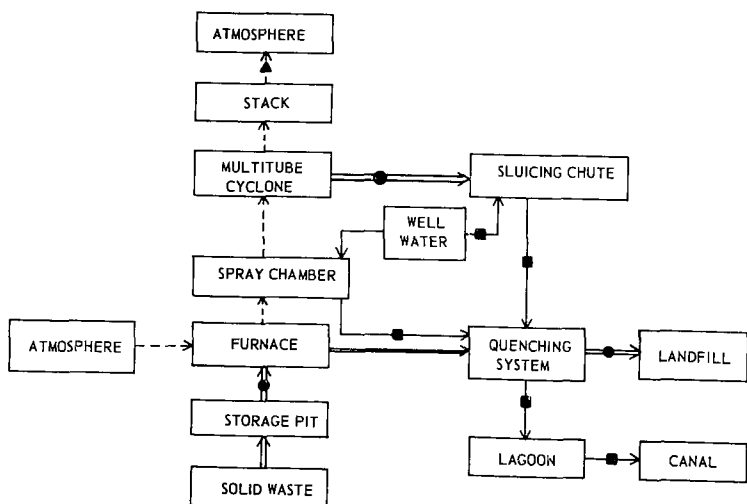 ATMOSPHERE
STACK
MULTITUBE
CYCLONE
SLUICING CHUTE
WELL
WATER
SPRAY CHAMBER
ATMOSPHERE
FURNACE
QUENCHING
SYSTEM
LANDFILL
STORAGE PIT
LAGOON
CANAL
SOLID WASTE